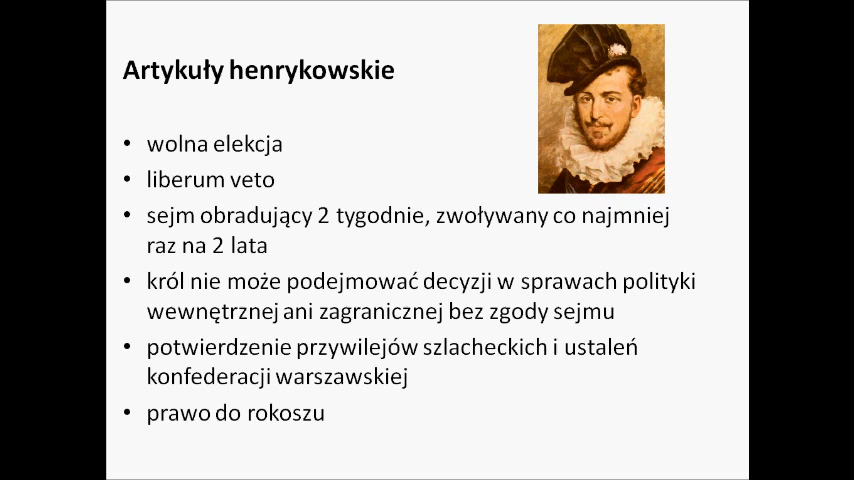 Artykuły henrykowskie
• wolna elekcja
• liberum veto
• sejm obradujący 2 tygodnie, zwoływany co najmniej
raz na 2 lata
• król nie może podejmować decyzji w sprawach polityki
wewnętrznej ani zagranicznej bez zgody sejmu
• potwierdzenie przywilejów szlacheckich i ustaleń
konfederacji warszawskiej
• prawo do rokoszu